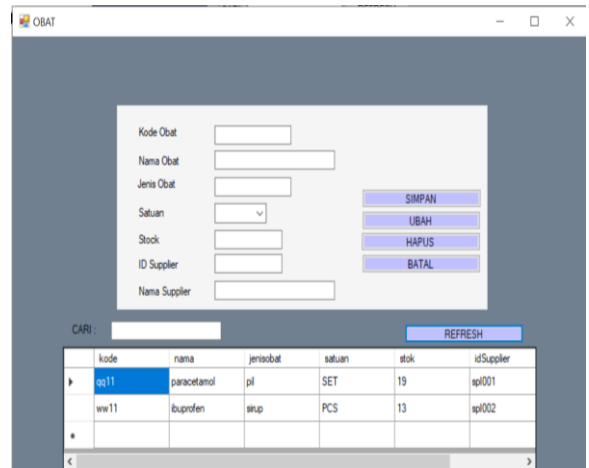 OBAT
Kode Obat
Nama Obat
Jenis Obat
Satuan
Stock
ID Supplier
Nama Supplier
SIMPAN
UBAH
HAPUS
BATAL
CARI :
REFRESH
kode nama jenisobat satuan stok idSupplier
qq11 paracetamol pil SET 19 spl001
ww11 ibuprofen sirup PCS 13 spl002